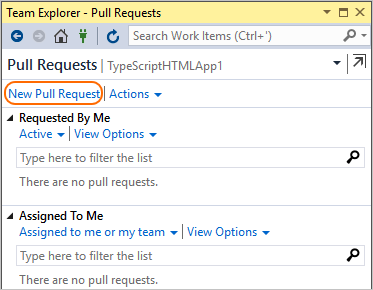 Team Explorer - Pull Requests
Search Work Items (Ctrl+')
Pull Requests | TypeScriptHTMLApp1
New Pull Request | Actions
Requested By Me
Active | View Options
Type here to filter the list
There are no pull requests.
Assigned To Me
Assigned to me or my team | View Options
Type here to filter the list
There are no pull requests.